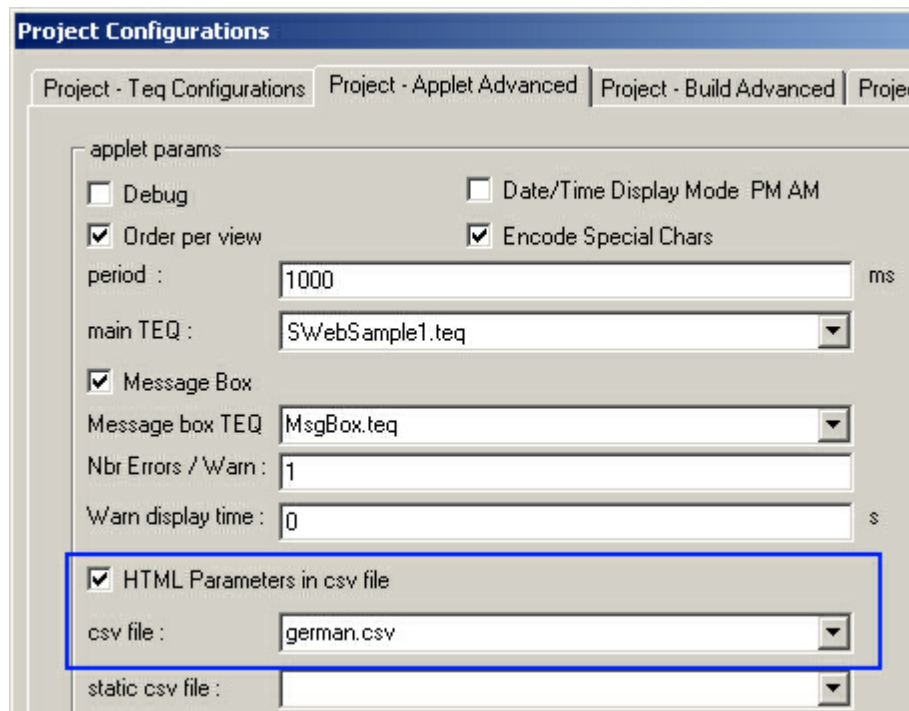 Project Configurations
Project - Teq Configurations Project - Applet Advanced Project - Build Advanced
applet params
Debug Date/Time Display Mode PM AM
Order per view Encode Special Chars
period : 1000 ms
main TEQ : SWebSample1.teq
Message Box
Message box TEQ MsgBox.teq
Nbr Errors / Warn : 1
Warn display time : 0 s
HTML Parameters in csv file
csv file : german.csv
static csv file :